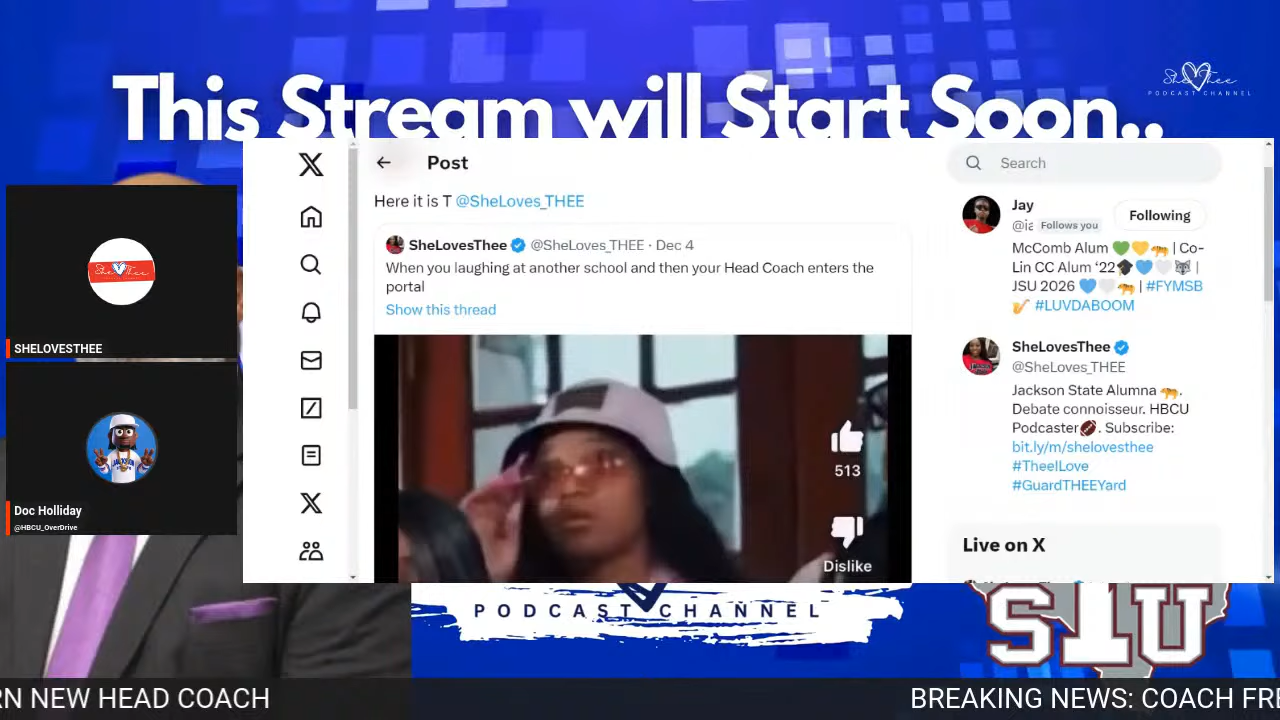 This Stream will Start Soon..
SheLovesThee
PODCAST CHANNEL
SHELOVESTHEE
Doc Holliday
@HBCU_OverDrive
Post
Here it is T @SheLoves_THEE
SheLovesThee @SheLoves_THEE · Dec 4
When you laughing at another school and then your Head Coach enters the
portal
Show this thread
513
Dislike
Search
Jay
@ia Follows you
Following
McComb Alum 💚💛🐅 | Co-
Lin CC Alum ‘22🎓💙🤍🐺 |
JSU 2026 💙🤍🐅 | #FYMSB
🎷 #LUVDABOOM
SheLovesThee
@SheLoves_THEE
Jackson State Alumna 🐅.
Debate connoisseur. HBCU
Podcaster🏈. Subscribe:
bit.ly/m/shelovesthee
#TheeILove
#GuardTHEEYard
Live on X
PODCAST CHANNEL
SIU
RN NEW HEAD COACH
BREAKING NEWS: COACH FRE